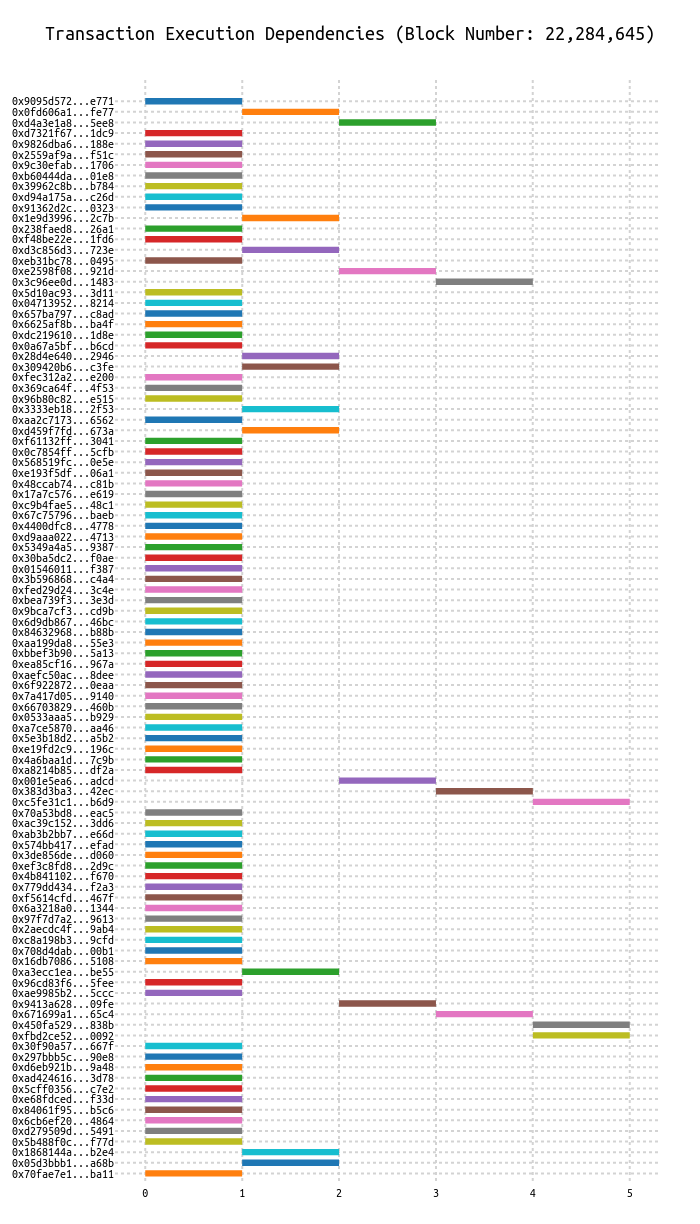 Transaction Execution Dependencies (Block Number: 22,284,645)
0x9095d572...e771
0x0fd606a1...fe77
0xd4a3e1a8...5ee8
0xd7321f67...1dc9
0x9826dba6...188e
0x2559af9a...f51c
0x9c30efab...1706
0xb60444da...01e8
0x39962c8b...b784
0xd94a175a...c26d
0x91362d2c...0323
0x1e9d3996...2c7b
0x238faed8...26a1
0xf48be22e...1fd6
0xd3c856d3...723e
0xeb31bc78...0495
0xe2598f08...921d
0x3c96ee0d...1483
0x5d10ac93...3d11
0x04713952...8214
0x657ba797...c8ad
0x6625af8b...ba4f
0xdc219610...1d8e
0x0a67a5bf...b6cd
0x28d4e640...2946
0x309420b6...c3fe
0xfec312a2...e200
0x369ca64f...4f53
0x96b80c82...e515
0x3333eb18...2f53
0xaa2c7173...6562
0xd459f7fd...673a
0xf61132ff...3041
0x0c7854ff...5cfb
0x568519fc...0e5e
0xe193f5df...06a1
0x48ccab74...c81b
0x17a7c576...e619
0xc9b4fae5...48c1
0x67c75796...baeb
0x4400dfc8...4778
0xd9aaa022...4713
0x5349a4a5...9387
0x30ba5dc2...f0ae
0x01546011...f387
0x3b596868...c4a4
0xfed29d24...3c4e
0xbea739f3...3e3d
0x9bca7cf3...cd9b
0x6d9db867...46bc
0x84632968...b88b
0xaa199da8...55e3
0xbbef3b90...5a13
0xea85cf16...967a
0xaefc50ac...8dee
0x6f922872...0eaa
0x7a417d05...9140
0x66703829...460b
0x0533aaa5...b929
0xa7ce5870...aa46
0x5e3b18d2...a5b2
0xe19fd2c9...196c
0x4a6baa1d...7c9b
0xa8214b85...df2a
0x001e5ea6...adcd
0x383d3ba3...42ec
0xc5fe31c1...b6d9
0x70a53bd8...eac5
0xac39c152...3dd6
0xab3b2bb7...e66d
0x574bb417...efad
0x3de856de...d060
0xef3c8fd8...2d9c
0x4b841102...f670
0x779dd434...f2a3
0xf5614cfd...467f
0x6a3218a0...1344
0x97f7d7a2...9613
0x2aecdc4f...9ab4
0xc8a198b3...9cfd
0x708d4dab...00b1
0x16db7086...5108
0xa3ecc1ea...be55
0x96cd83f6...5fee
0xae9985b2...5ccc
0x9413a628...09fe
0x671699a1...65c4
0x450fa529...838b
0xfbd2ce52...0092
0x30f90a57...667f
0x297bbb5c...90e8
0xd6eb921b...9a48
0xad424616...3d78
0x5cff0356...c7e2
0xe68fdced...f33d
0x84061f95...b5c6
0x6cb6ef20...4864
0xd279509d...5491
0x5b488f0c...f77d
0x1868144a...b2e4
0x05d3bbb1...a68b
0x70fae7e1...ba11
0 1 2 3 4 5